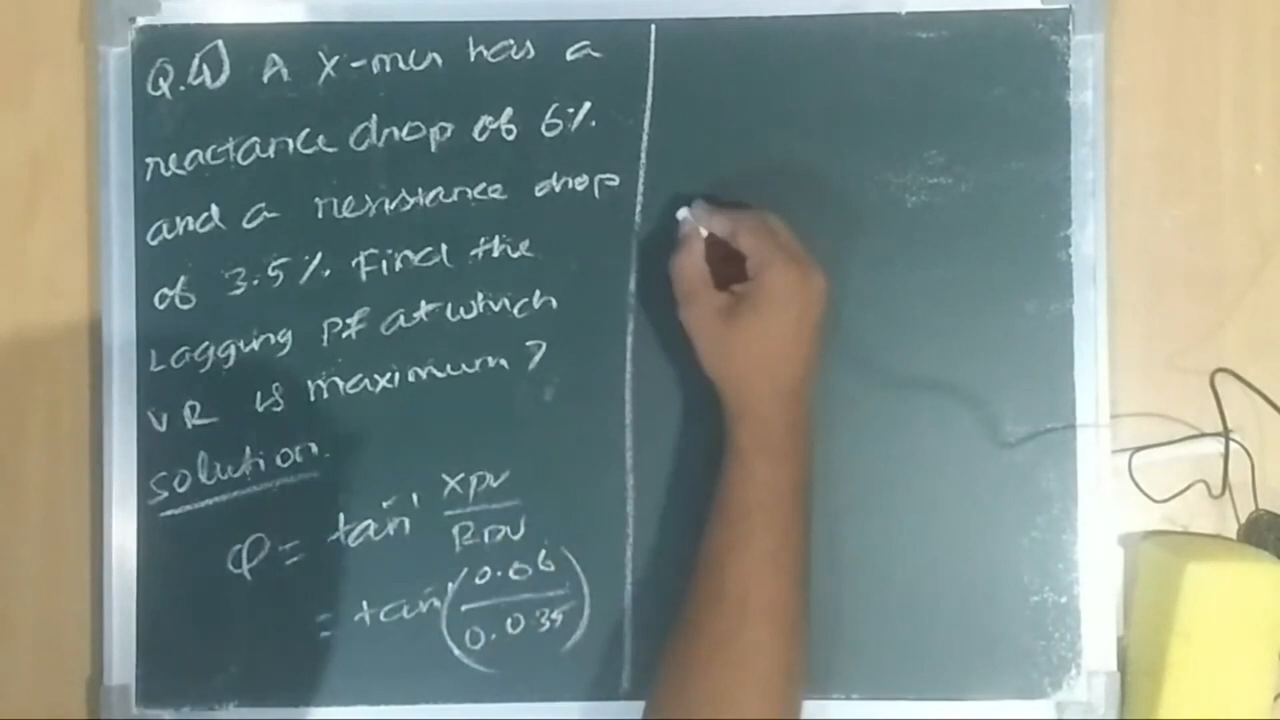 Q.4) A X-mer has a
reactance drop of 6%.
and a resistance drop
of 3.5%. Find the
Lagging pf at which
VR is maximum?
solution.
φ = tan⁻¹ Xpu/Rpu
= tan⁻¹(0.06/0.035)